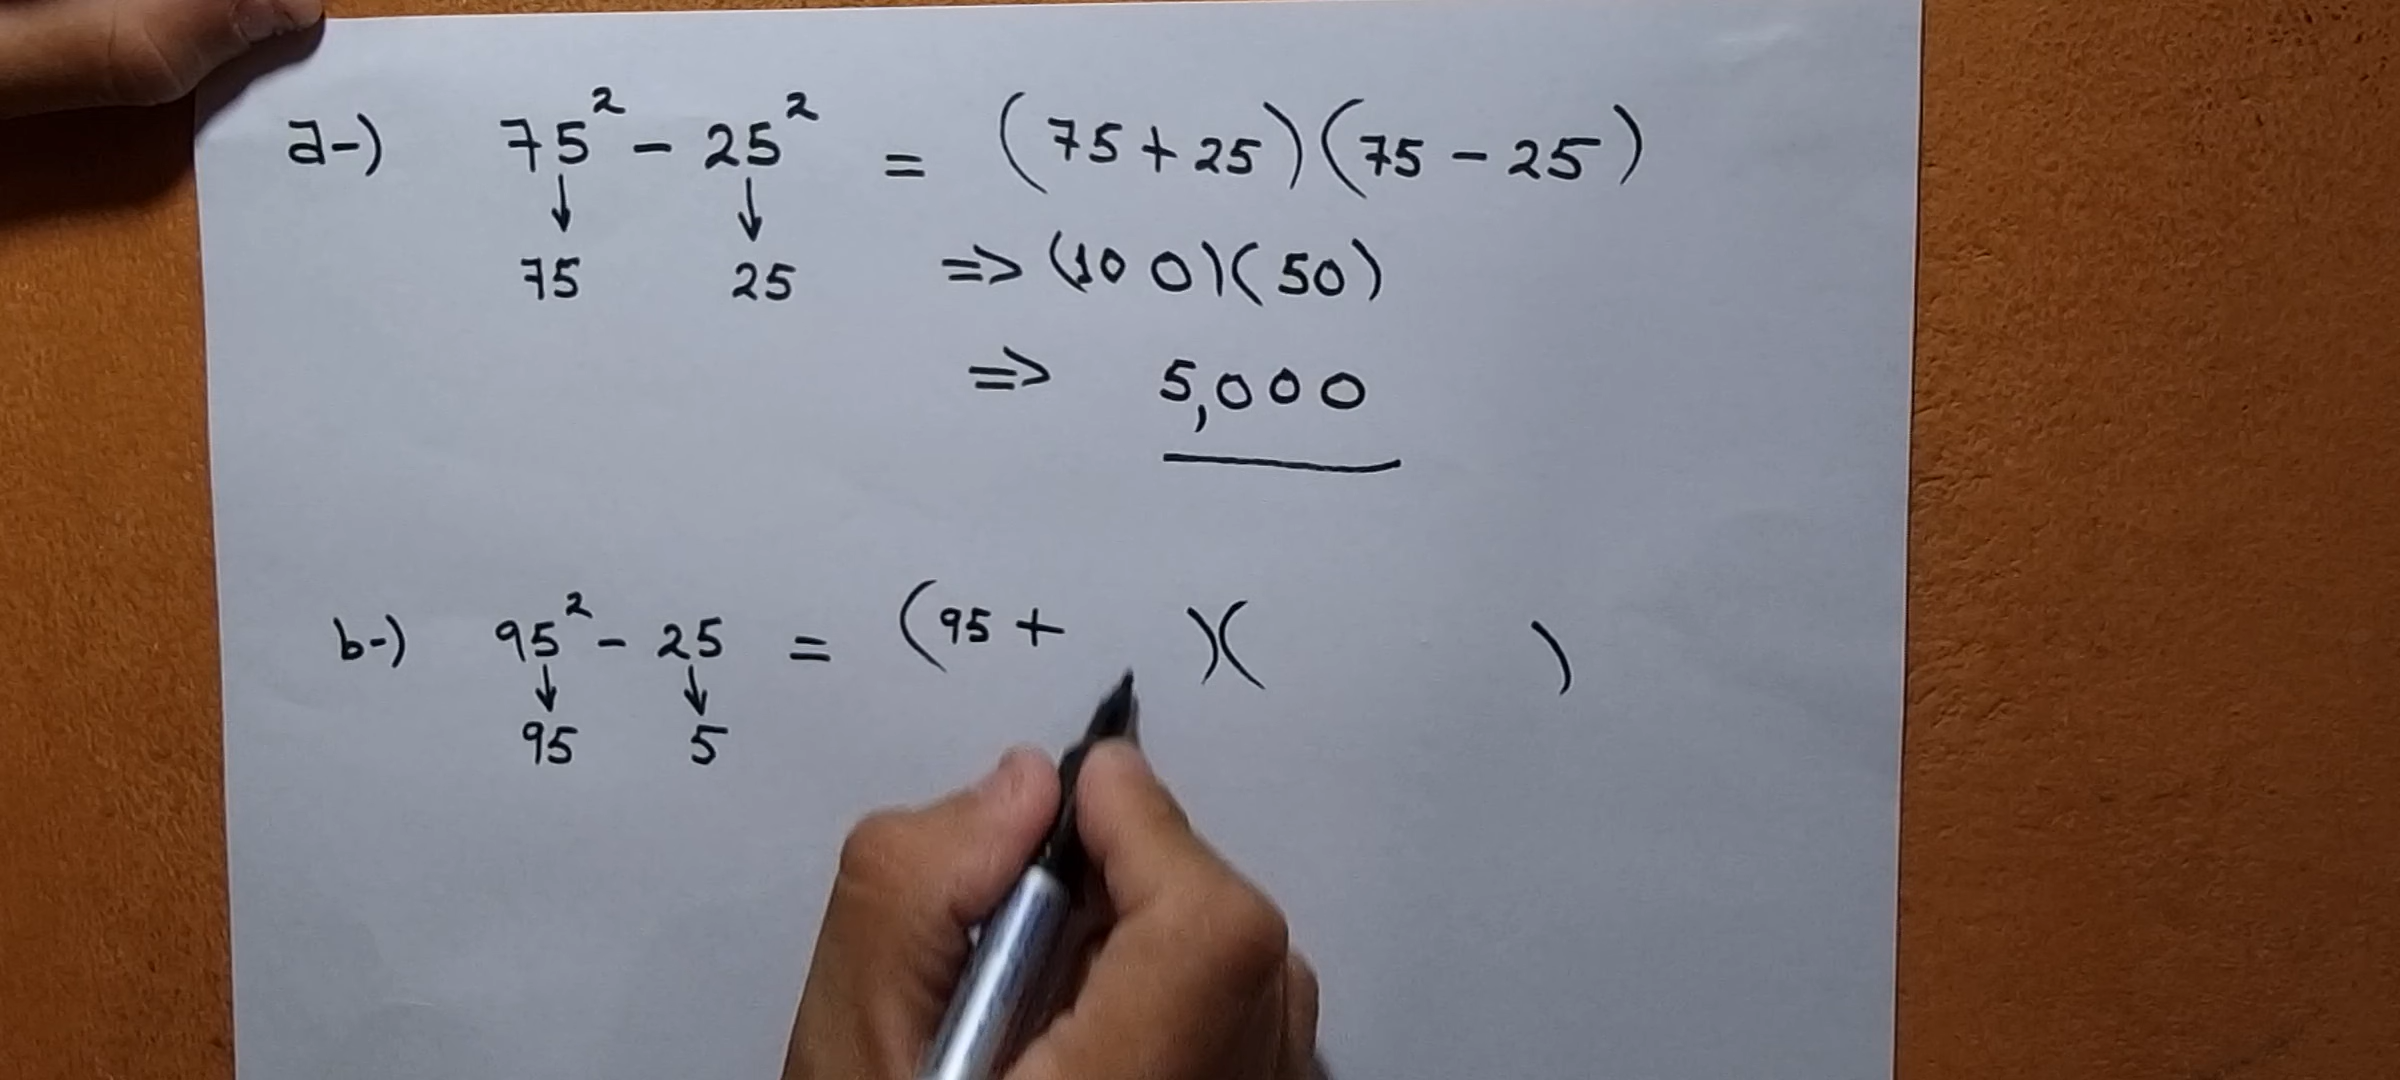 a-) 75² - 25² = (75 + 25)(75 - 25)
↓ ↓
75 25 => (100)(50)
=> 5,000
b-) 95² - 25 = (95 + )( )
↓ ↓
95 5